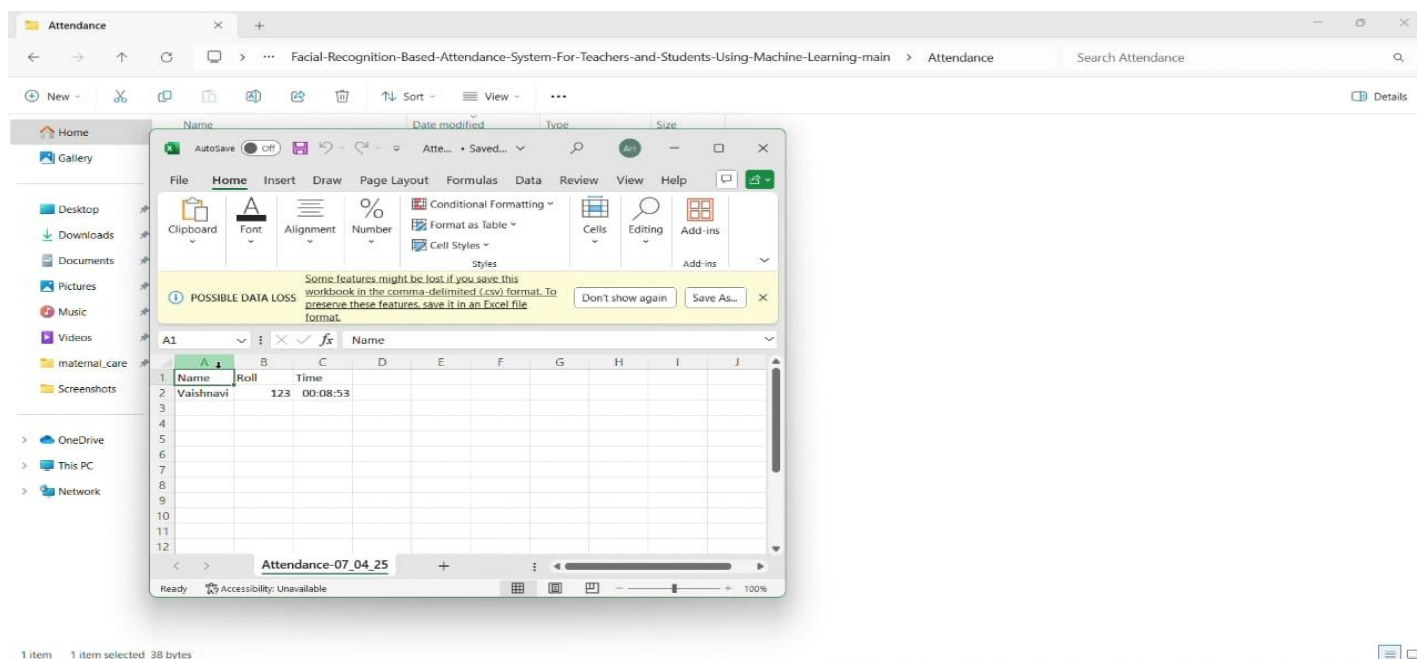 Attendance
Facial-Recognition-Based-Attendance-System-For-Teachers-and-Students-Using-Machine-Learning-main > Attendance
Search Attendance
New
Sort
View
Details
Home
Gallery
Desktop
Downloads
Documents
Pictures
Music
Videos
maternal_care
Screenshots
OneDrive
This PC
Network
Name Date modified Type Size
AutoSave Off Atte... • Saved... AH
File Home Insert Draw Page Layout Formulas Data Review View Help
Clipboard
Font
Alignment
Number
Conditional Formatting
Format as Table
Cell Styles
Styles
Cells
Editing
Add-ins
Add-ins
POSSIBLE DATA LOSS
Some features might be lost if you save this
workbook in the comma-delimited (.csv) format. To
preserve these features, save it in an Excel file
format.
Don't show again
Save As...
A1 fx Name
A B C D E F G H I J
1 Name Roll Time
2 Vaishnavi 123 00:08:53
3
4
5
6
7
8
9
10
11
12
Attendance-07_04_25
Ready Accessibility: Unavailable 100%
1 item 1 item selected 38 bytes